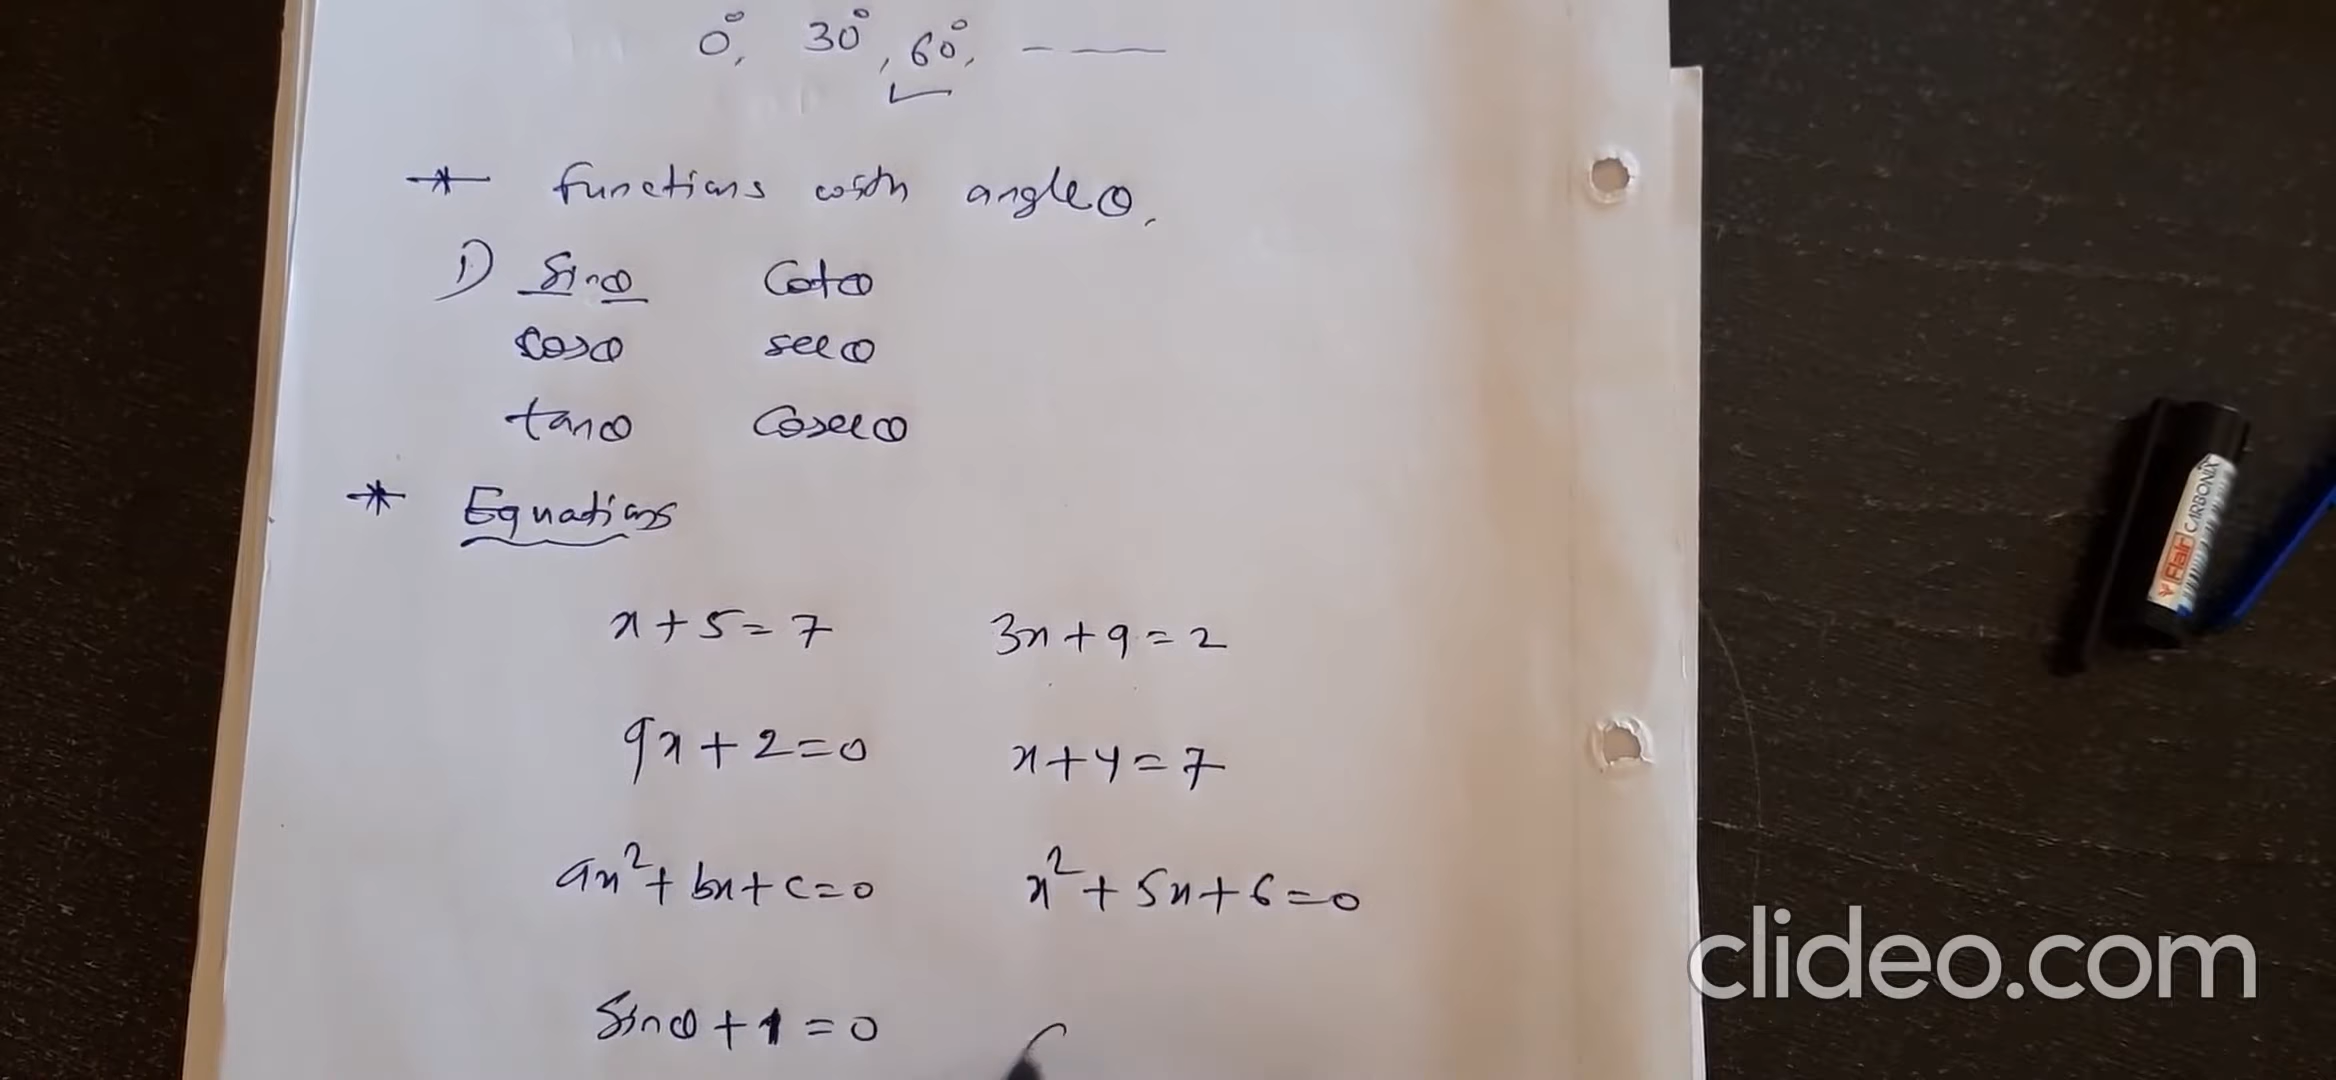 0°, 30°, 60°, — ——
* functions with angle θ.
1) Sinθ Cotθ
Cosθ secθ
tanθ Cosecθ
* Equations
x + 5 = 7 3x + 9 = 2
9x + 2 = 0 x + y = 7
ax² + bx + c = 0 x² + 5x + 6 = 0
Sinθ + 1 = 0
Flair CARBONIX
clideo.com